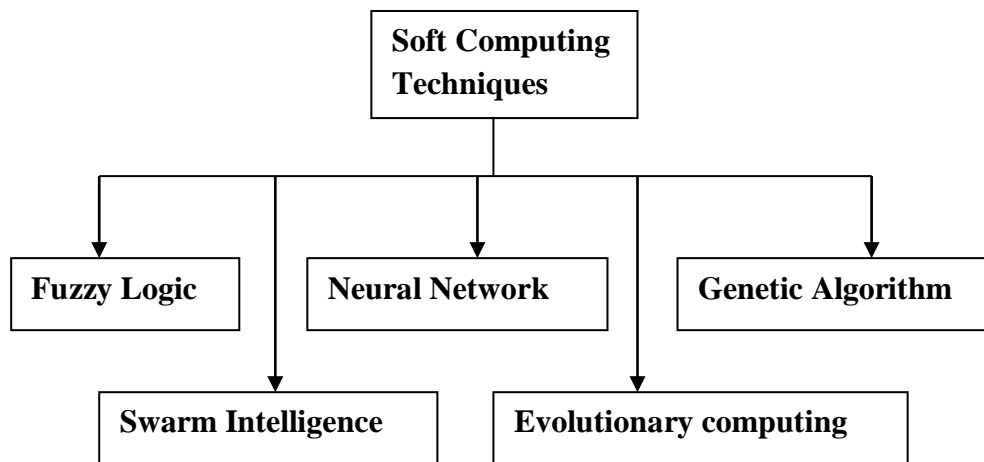 Soft Computing
Techniques
Fuzzy Logic
Neural Network
Genetic Algorithm
Swarm Intelligence
Evolutionary computing